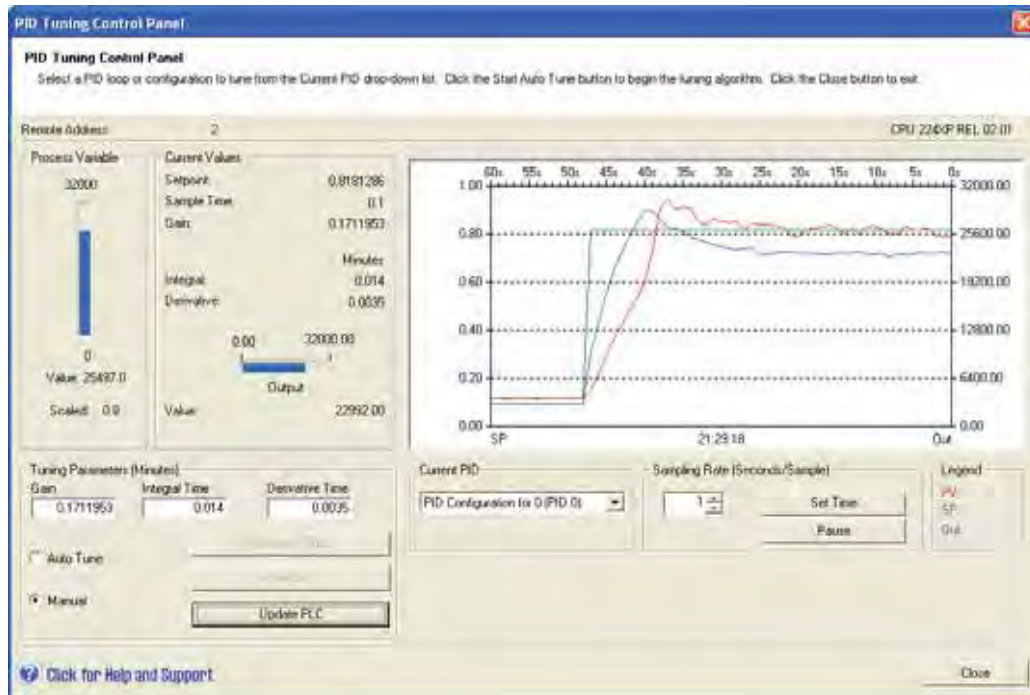 PID Tuning Control Panel
PID Tuning Control Panel
Select a PID loop or configuration to tune from the Current PID drop-down list. Click the Start Auto Tune button to begin the tuning algorithm. Click the Close button to exit.
Remote Address: 2 CPU 224XP REL 02.01
Process Variable
32000
0
Value: 25497.0
Scaled: 0.8
Current Values
Setpoint: 0.8181286
Sample Time: 0.1
Gain: 0.1711953
Minutes
Integral: 0.014
Derivative: 0.0035
0.00 32000.00
Output
Value: 22992.00
60s 55s 50s 45s 40s 35s 30s 25s 20s 15s 10s 5s 0s
1.00 32000.00
0.80 25600.00
0.60 19200.00
0.40 12800.00
0.20 6400.00
0.00 0.00
SP 21:29:18 Out
Tuning Parameters (Minutes)
Gain Integral Time Derivative Time
0.1711953 0.014 0.0035
Auto Tune
Manual
Update PLC
Current PID
PID Configuration for 0 (PID 0)
Sampling Rate (Seconds/Sample)
1 Set Time
Pause
Legend
PV
SP
Out
Click for Help and Support
Close